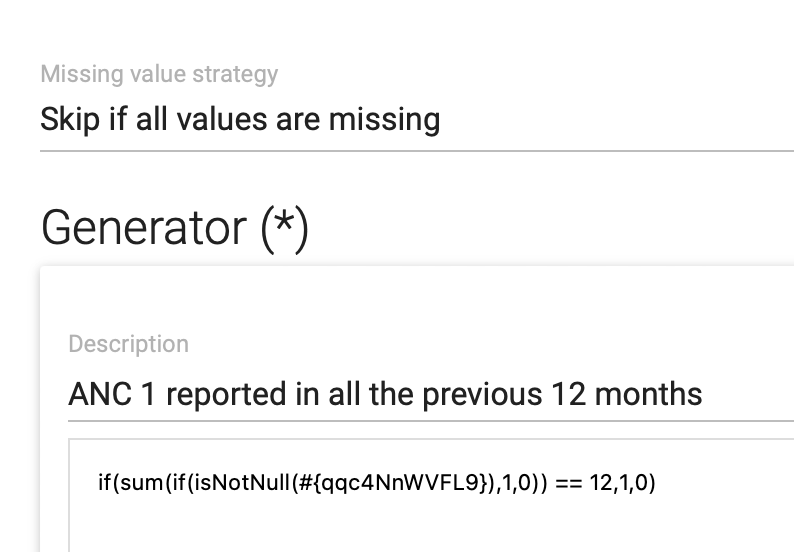 Missing value strategy
Skip if all values are missing
Generator (*)
Description
ANC 1 reported in all the previous 12 months
if(sum(if(isNotNull(#{qqc4NnWVFL9}),1,0)) == 12,1,0)